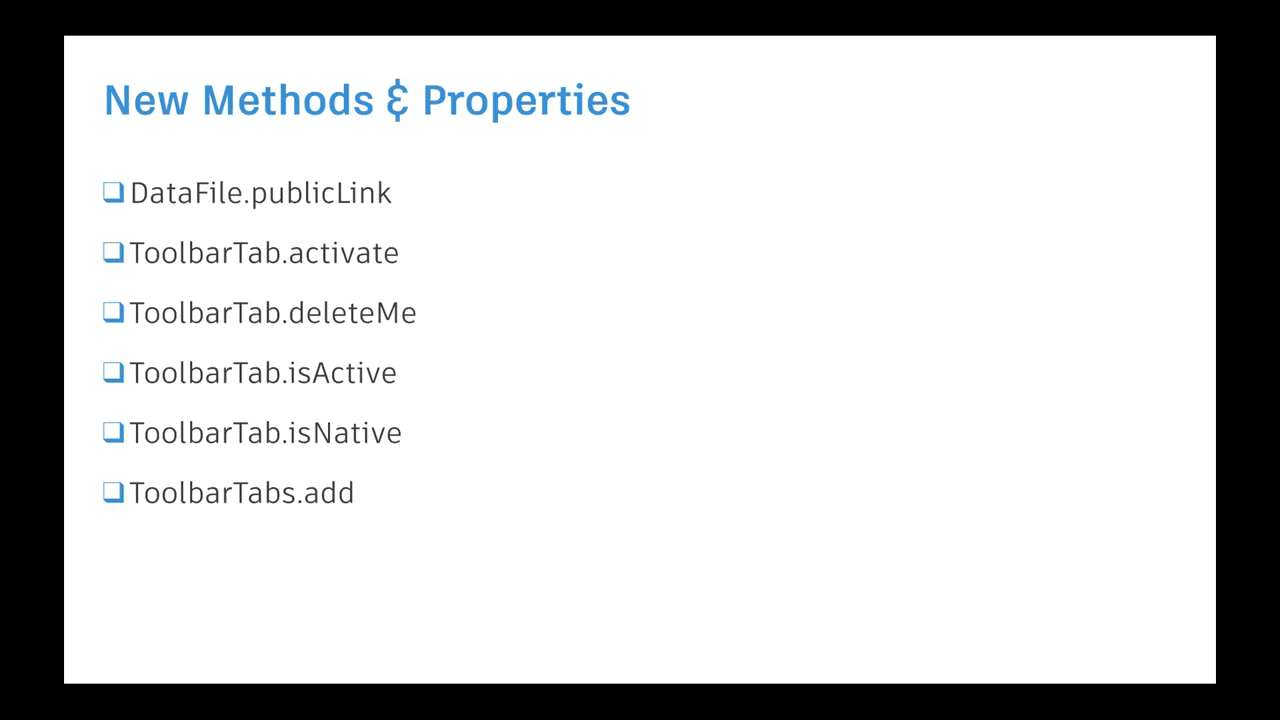 New Methods & Properties
❑DataFile.publicLink
❑ToolbarTab.activate
❑ToolbarTab.deleteMe
❑ToolbarTab.isActive
❑ToolbarTab.isNative
❑ToolbarTabs.add